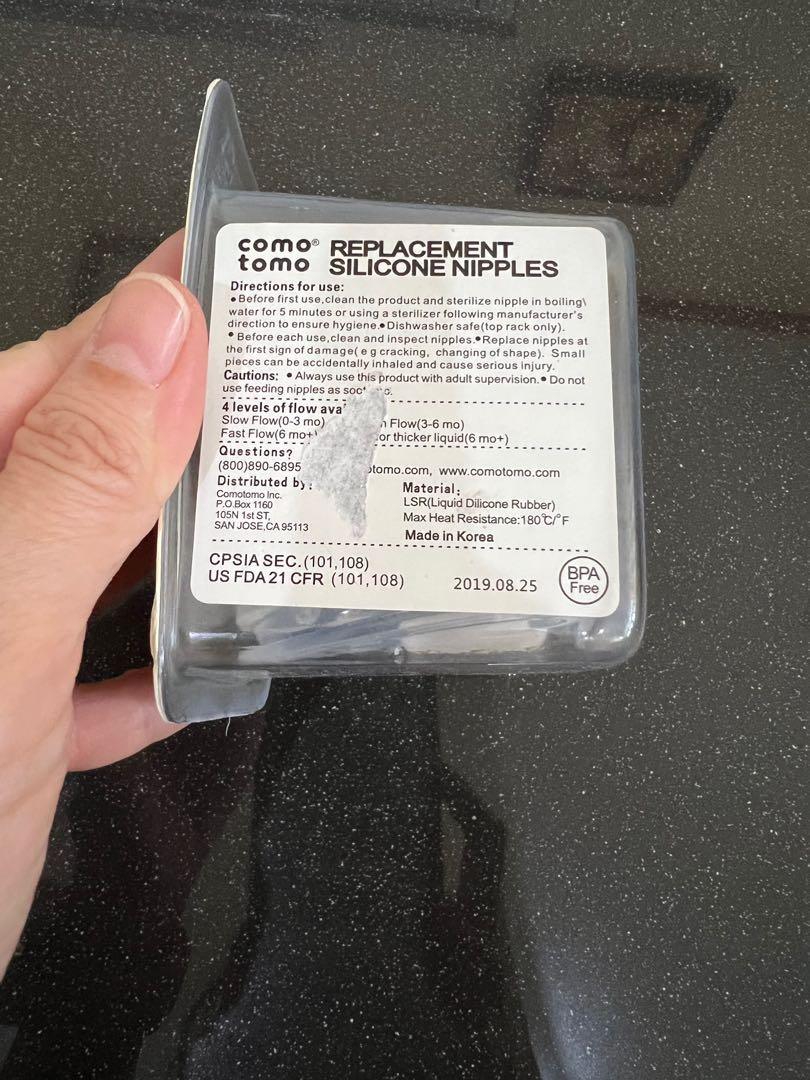 como® REPLACEMENT
tomo SILICONE NIPPLES
Directions for use:
• Before first use,clean the product and sterilize nipple in boiling\
water for 5 minutes or using a sterilizer following manufacturer's
direction to ensure hygiene.• Dishwasher safe(top rack only).
• Before each use,clean and inspect nipples.• Replace nipples at
the first sign of damage( e g cracking, changing of shape). Small
pieces can be accidentally inhaled and cause serious injury.
Cautions: • Always use this product with adult supervision.• Do not
use feeding nipples as
4 levels of flow
Slow Flow(0-3 mo) Flow(3-6 mo)
Fast Flow(6 mo+) or thicker liquid(6 mo+)
Questions?
(800)890-6895 otomo.com, www.comotomo.com
Distributed by:
Comotomo Inc.
P.O.Box 1160
105N 1st ST,
SAN JOSE,CA 95113
Material:
LSR(Liquid Dilicone Rubber)
Max Heat Resistance:180℃/°F
Made in Korea
CPSIA SEC.(101,108)
US FDA 21 CFR (101,108)
2019.08.25
BPA
Free